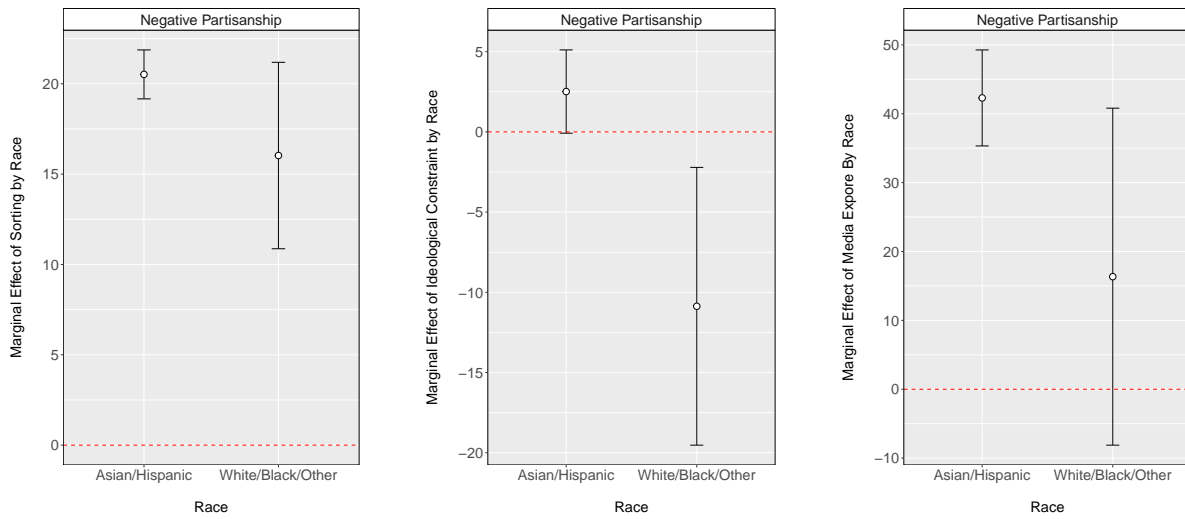 Negative Partisanship
Marginal Effect of Sorting by Race
20
15
10
5
0
Asian/Hispanic White/Black/Other
Race
Negative Partisanship
Marginal Effect of Ideological Constraint by Race
5
0
−5
−10
−15
−20
Asian/Hispanic White/Black/Other
Race
Negative Partisanship
Marginal Effect of Media Expore By Race
50
40
30
20
10
0
−10
Asian/Hispanic White/Black/Other
Race